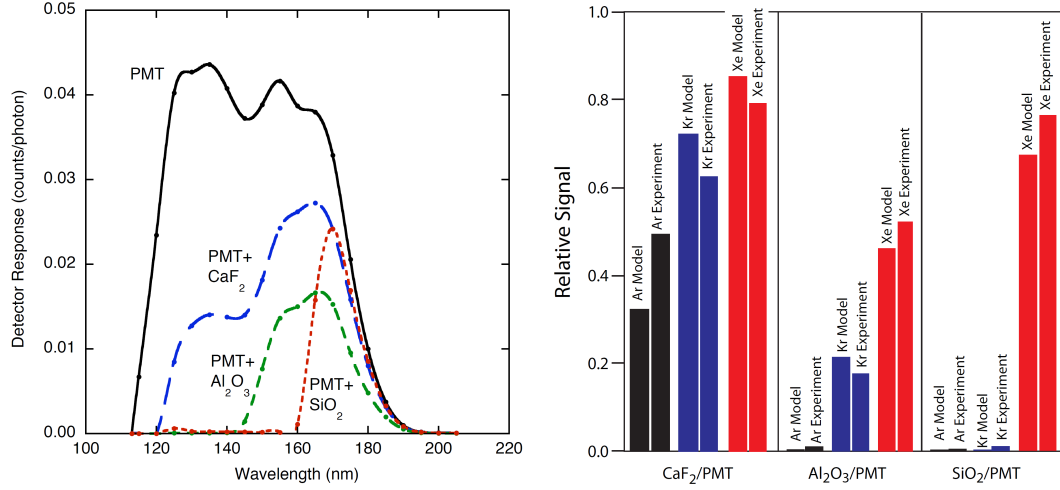 0.05
0.04
0.03
0.02
0.01
0.00
Detector Response (counts/photon)
PMT
PMT+
CaF₂
PMT+
Al₂O₃
PMT+
SiO₂
100
120
140
160
180
200
220
Wavelength (nm)
1.0
0.8
0.6
0.4
0.2
0.0
Relative Signal
Ar Model
Ar Experiment
Kr Model
Kr Experiment
Xe Model
Xe Experiment
Ar Model
Ar Experiment
Kr Model
Kr Experiment
Xe Model
Xe Experiment
Ar Model
Ar Experiment
Kr Model
Kr Experiment
Xe Model
Xe Experiment
CaF₂/PMT
Al₂O₃/PMT
SiO₂/PMT